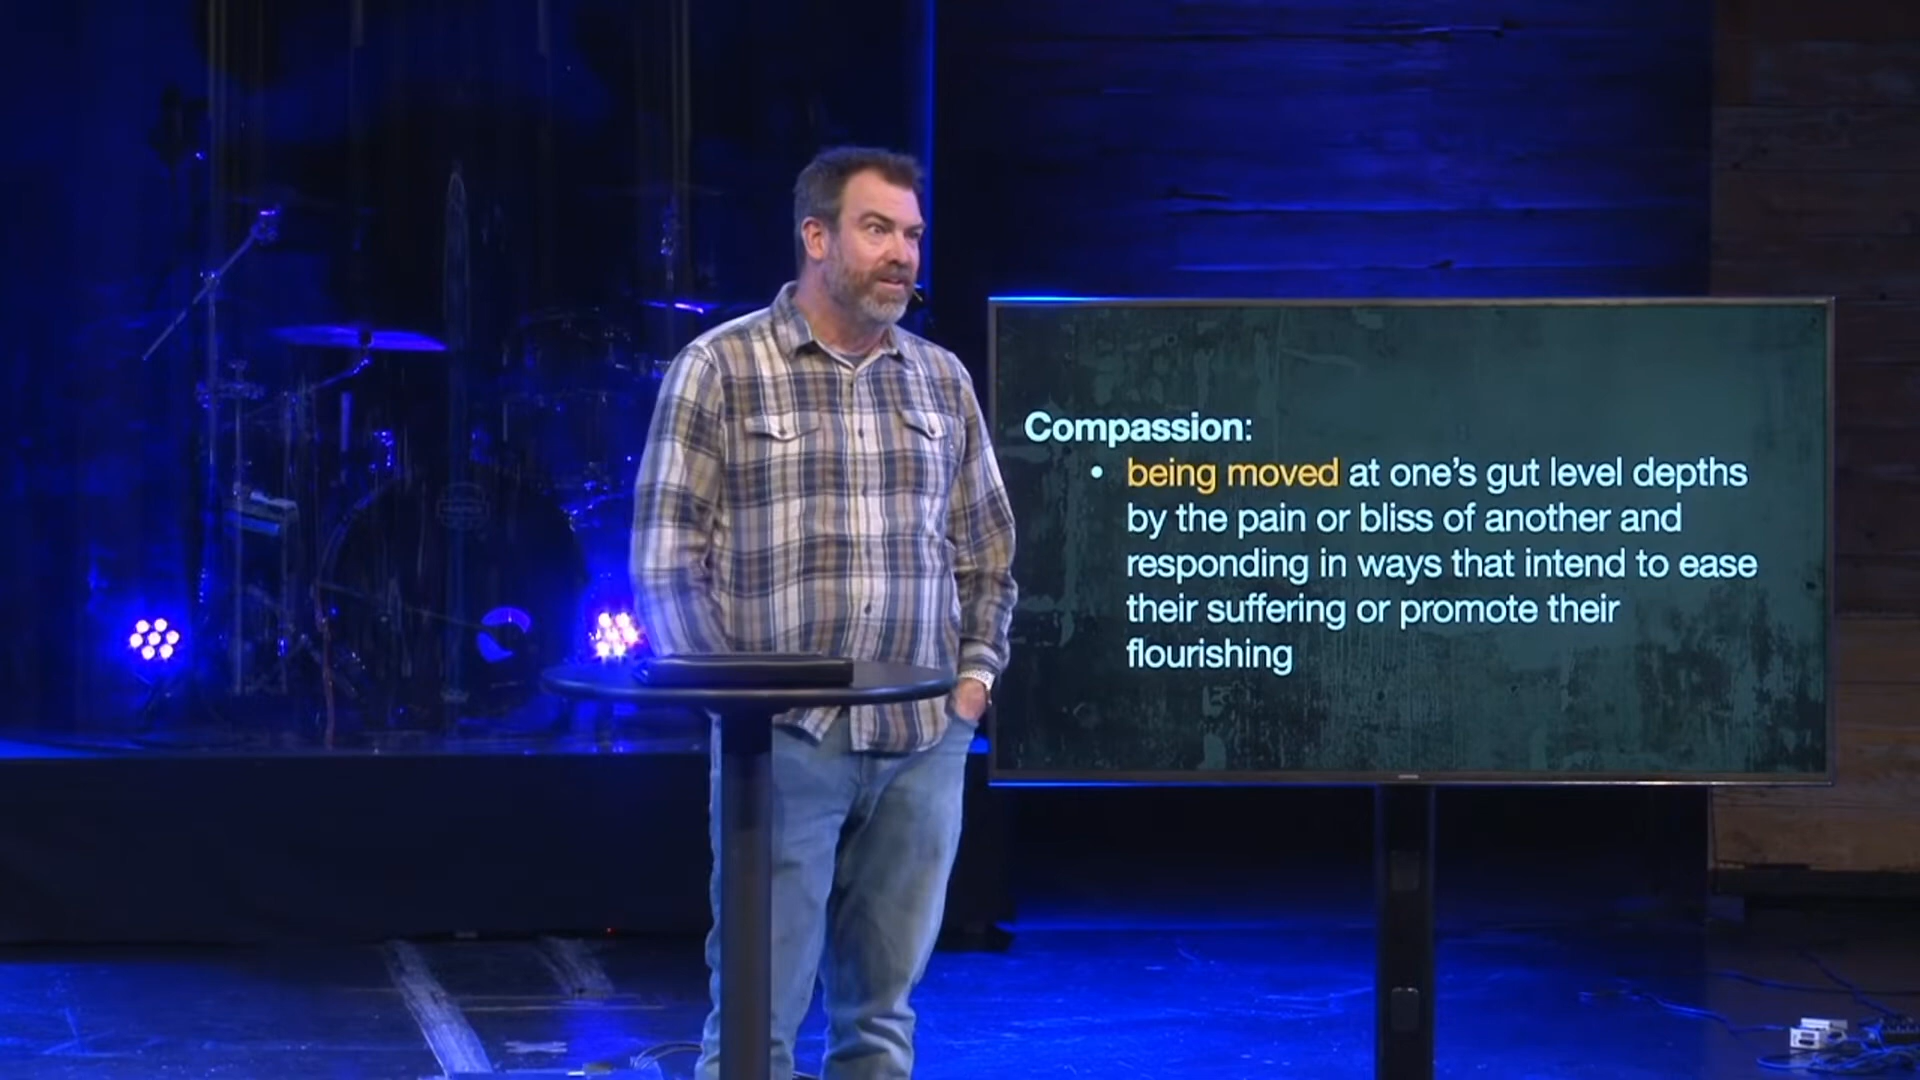 Compassion:
• being moved at one's gut level depths
by the pain or bliss of another and
responding in ways that intend to ease
their suffering or promote their
flourishing